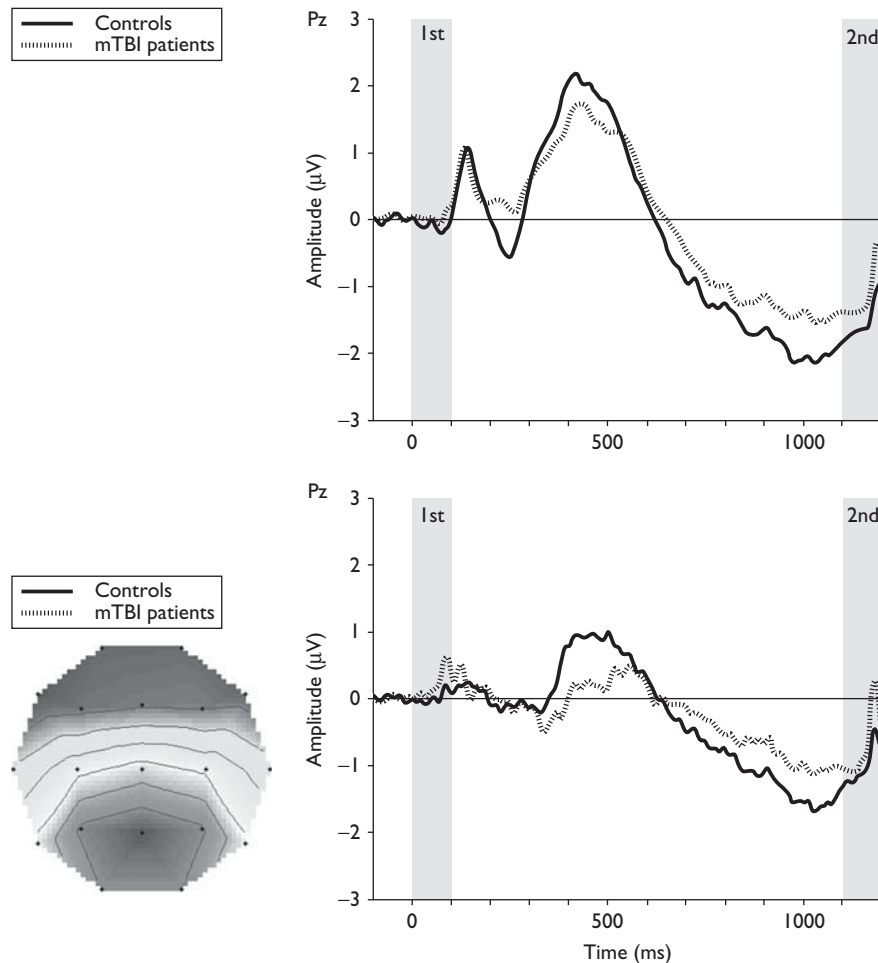 Controls
mTBI patients
Pz
1st
2nd
3
2
1
0
−1
−2
−3
Amplitude (μV)
0
500
1000
Controls
mTBI patients
Pz
1st
2nd
3
2
1
0
−1
−2
−3
Amplitude (μV)
0
500
1000
Time (ms)